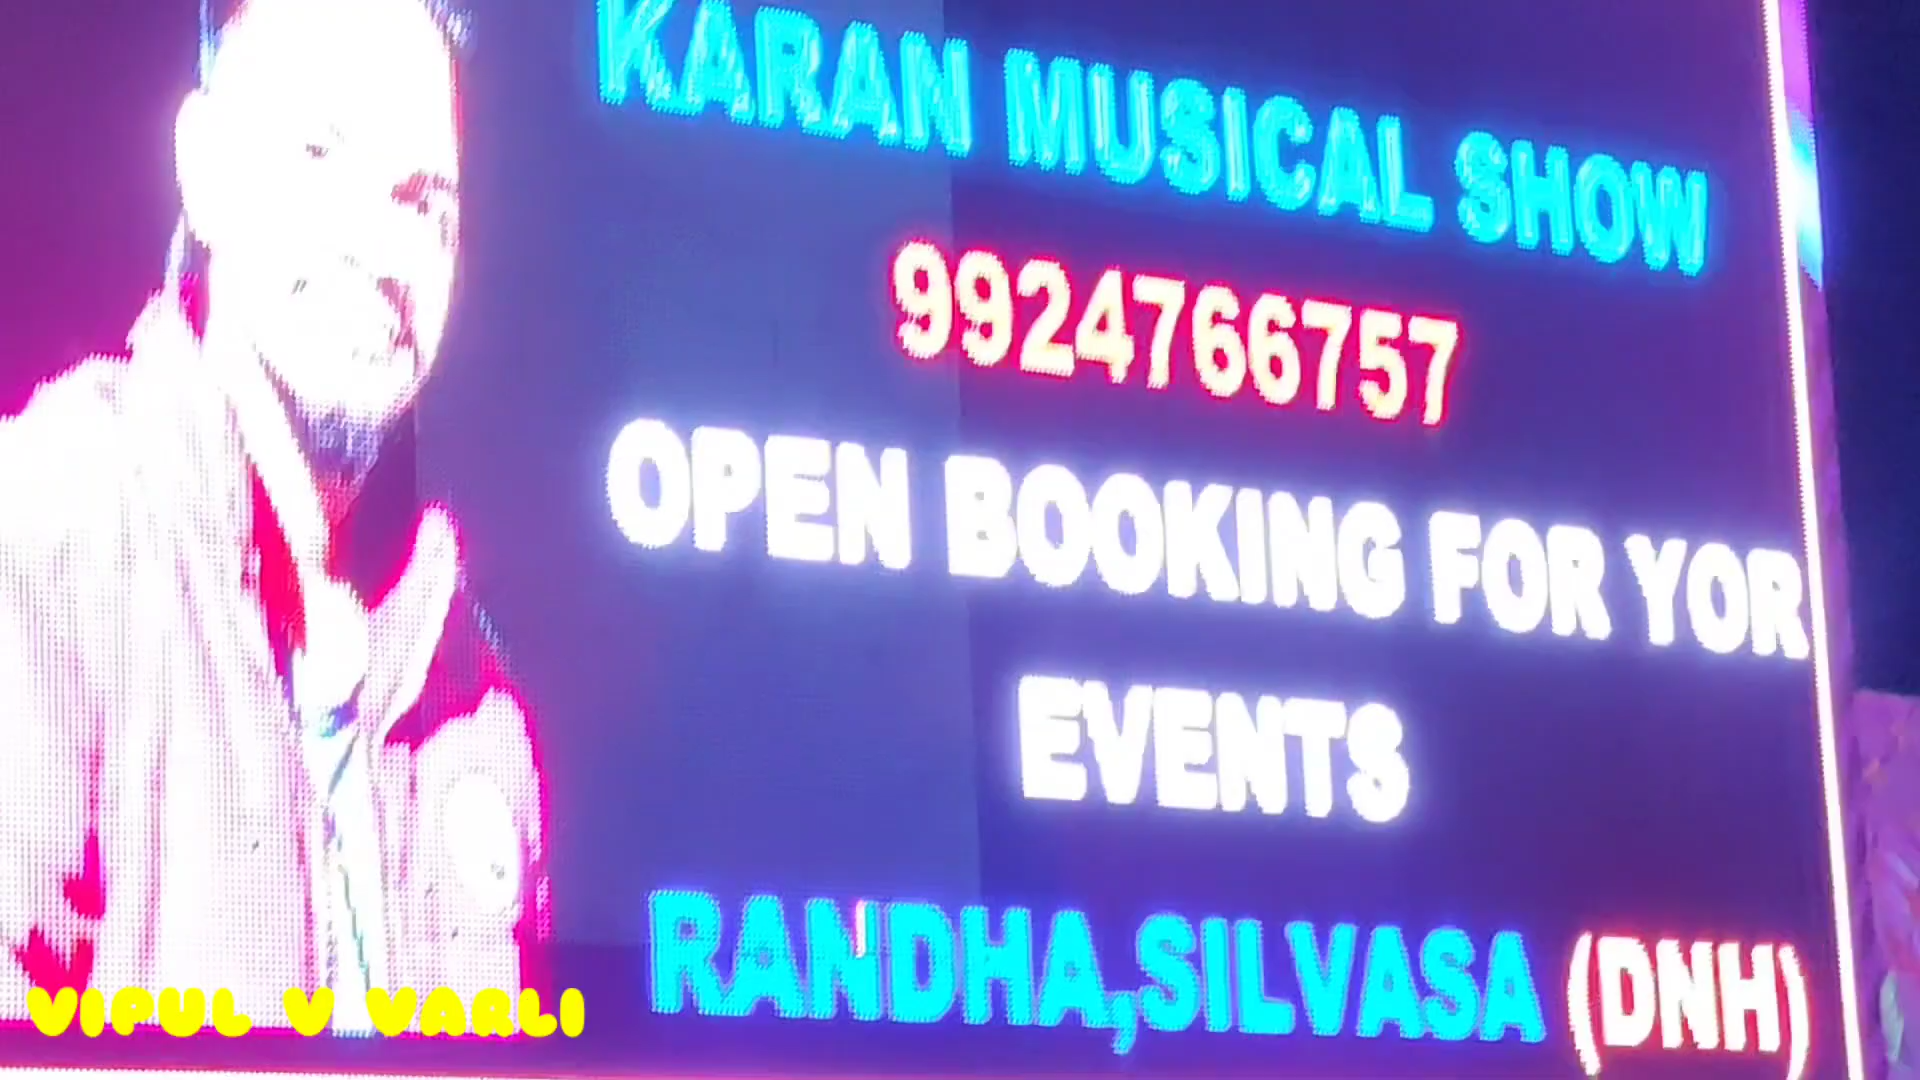 KARAN MUSICAL SHOW
9924766757
OPEN BOOKING FOR YOR
EVENTS
RANDHA,SILVASA (DNH)
VIPUL V VARLI